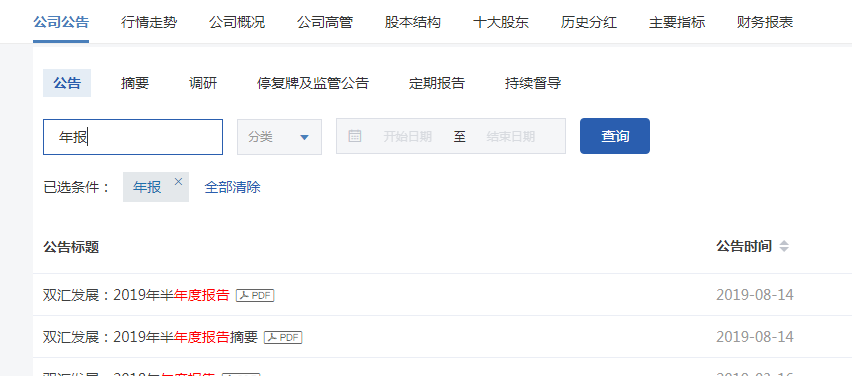 公司公告 行情走势 公司概况 公司高管 股本结构 十大股东 历史分红 主要指标 财务报表
公告 摘要 调研 停复牌及监管公告 定期报告 持续督导
年报 分类 开始日期 至 结束日期 查询
已选条件： 年报 × 全部清除
公告标题 公告时间
双汇发展：2019年半年度报告 PDF 2019-08-14
双汇发展：2019年半年度报告摘要 PDF 2019-08-14